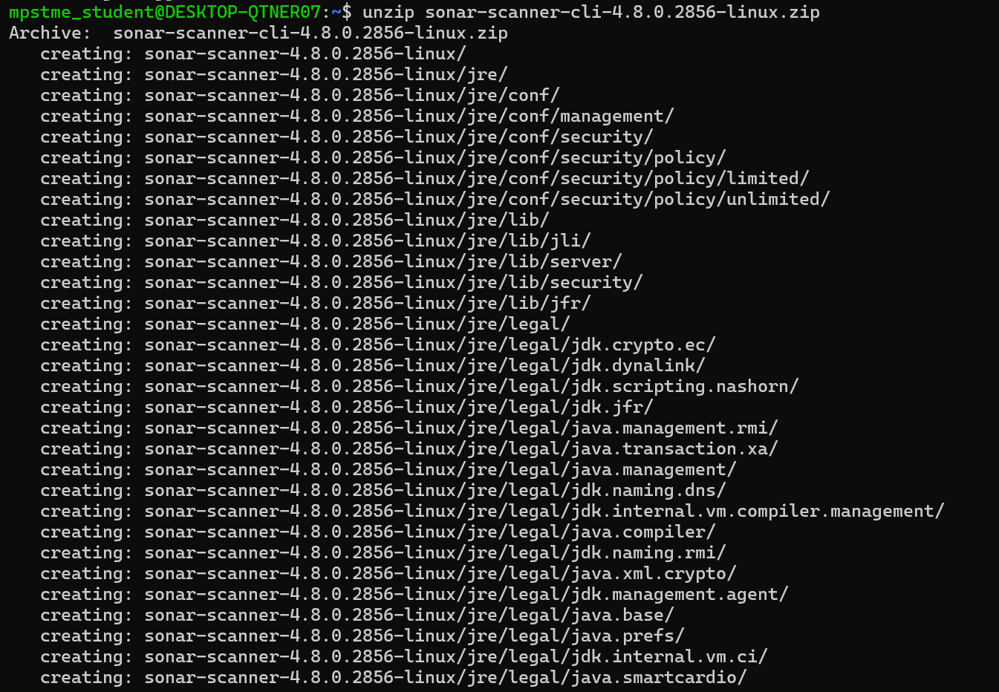 mpstme_student@DESKTOP-QTNER07:~$ unzip sonar-scanner-cli-4.8.0.2856-linux.zip
Archive:  sonar-scanner-cli-4.8.0.2856-linux.zip
   creating: sonar-scanner-4.8.0.2856-linux/
   creating: sonar-scanner-4.8.0.2856-linux/jre/
   creating: sonar-scanner-4.8.0.2856-linux/jre/conf/
   creating: sonar-scanner-4.8.0.2856-linux/jre/conf/management/
   creating: sonar-scanner-4.8.0.2856-linux/jre/conf/security/
   creating: sonar-scanner-4.8.0.2856-linux/jre/conf/security/policy/
   creating: sonar-scanner-4.8.0.2856-linux/jre/conf/security/policy/limited/
   creating: sonar-scanner-4.8.0.2856-linux/jre/conf/security/policy/unlimited/
   creating: sonar-scanner-4.8.0.2856-linux/jre/lib/
   creating: sonar-scanner-4.8.0.2856-linux/jre/lib/jli/
   creating: sonar-scanner-4.8.0.2856-linux/jre/lib/server/
   creating: sonar-scanner-4.8.0.2856-linux/jre/lib/security/
   creating: sonar-scanner-4.8.0.2856-linux/jre/lib/jfr/
   creating: sonar-scanner-4.8.0.2856-linux/jre/legal/
   creating: sonar-scanner-4.8.0.2856-linux/jre/legal/jdk.crypto.ec/
   creating: sonar-scanner-4.8.0.2856-linux/jre/legal/jdk.dynalink/
   creating: sonar-scanner-4.8.0.2856-linux/jre/legal/jdk.scripting.nashorn/
   creating: sonar-scanner-4.8.0.2856-linux/jre/legal/jdk.jfr/
   creating: sonar-scanner-4.8.0.2856-linux/jre/legal/java.management.rmi/
   creating: sonar-scanner-4.8.0.2856-linux/jre/legal/java.transaction.xa/
   creating: sonar-scanner-4.8.0.2856-linux/jre/legal/java.management/
   creating: sonar-scanner-4.8.0.2856-linux/jre/legal/jdk.naming.dns/
   creating: sonar-scanner-4.8.0.2856-linux/jre/legal/jdk.internal.vm.compiler.management/
   creating: sonar-scanner-4.8.0.2856-linux/jre/legal/java.compiler/
   creating: sonar-scanner-4.8.0.2856-linux/jre/legal/jdk.naming.rmi/
   creating: sonar-scanner-4.8.0.2856-linux/jre/legal/java.xml.crypto/
   creating: sonar-scanner-4.8.0.2856-linux/jre/legal/jdk.management.agent/
   creating: sonar-scanner-4.8.0.2856-linux/jre/legal/java.base/
   creating: sonar-scanner-4.8.0.2856-linux/jre/legal/java.prefs/
   creating: sonar-scanner-4.8.0.2856-linux/jre/legal/jdk.internal.vm.ci/
   creating: sonar-scanner-4.8.0.2856-linux/jre/legal/java.smartcardio/